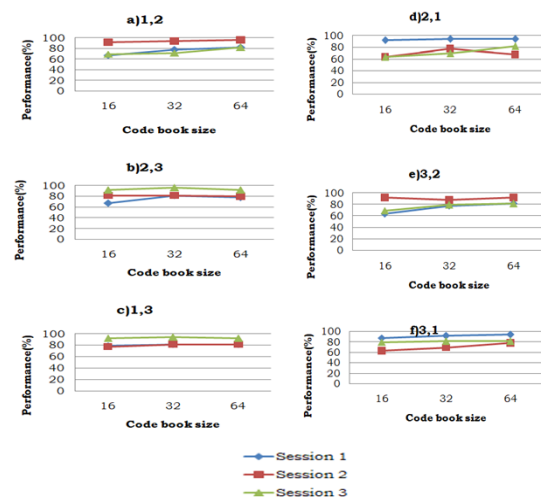 a)1,2
Performance(%)
100
80
60
40
20
0
16 32 64
Code book size
b)2,3
Performance(%)
100
80
60
40
20
0
16 32 64
Code book size
c)1,3
Performance(%)
100
80
60
40
20
0
16 32 64
Code book size
d)2,1
Performance(%)
100
80
60
40
20
0
16 32 64
Code book size
e)3,2
Performance(%)
100
80
60
40
20
0
16 32 64
Code book size
f)3,1
Performance(%)
100
80
60
40
20
0
16 32 64
Code book size
Session 1
Session 2
Session 3